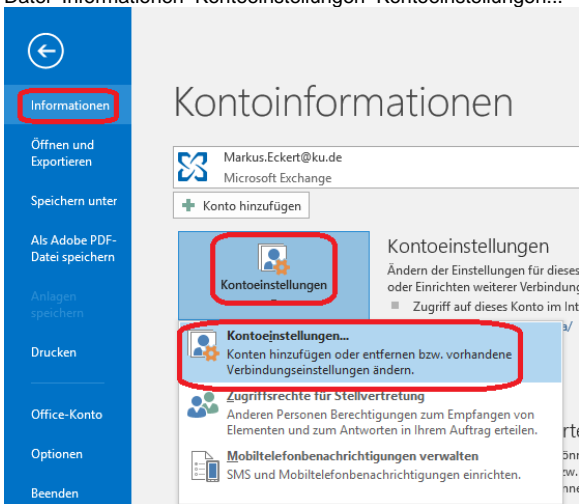 Datei Informationen Kontoeinstellungen Kontoeinstellungen...
Informationen
Öffnen und
Exportieren
Speichern unter
Als Adobe PDF-
Datei speichern
Anlagen
speichern
Drucken
Office-Konto
Optionen
Beenden
Kontoinformationen
Markus.Eckert@ku.de
Microsoft Exchange
Konto hinzufügen
Kontoeinstellungen
Kontoeinstellungen
Ändern der Einstellungen für dieses
oder Einrichten weiterer Verbindung
Zugriff auf dieses Konto im Int
Kontoeinstellungen...
Konten hinzufügen oder entfernen bzw. vorhandene
Verbindungseinstellungen ändern.
Zugriffsrechte für Stellvertretung
Anderen Personen Berechtigungen zum Empfangen von
Elementen und zum Antworten in Ihrem Auftrag erteilen.
Mobiltelefonbenachrichtigungen verwalten
SMS und Mobiltelefonbenachrichtigungen einrichten.